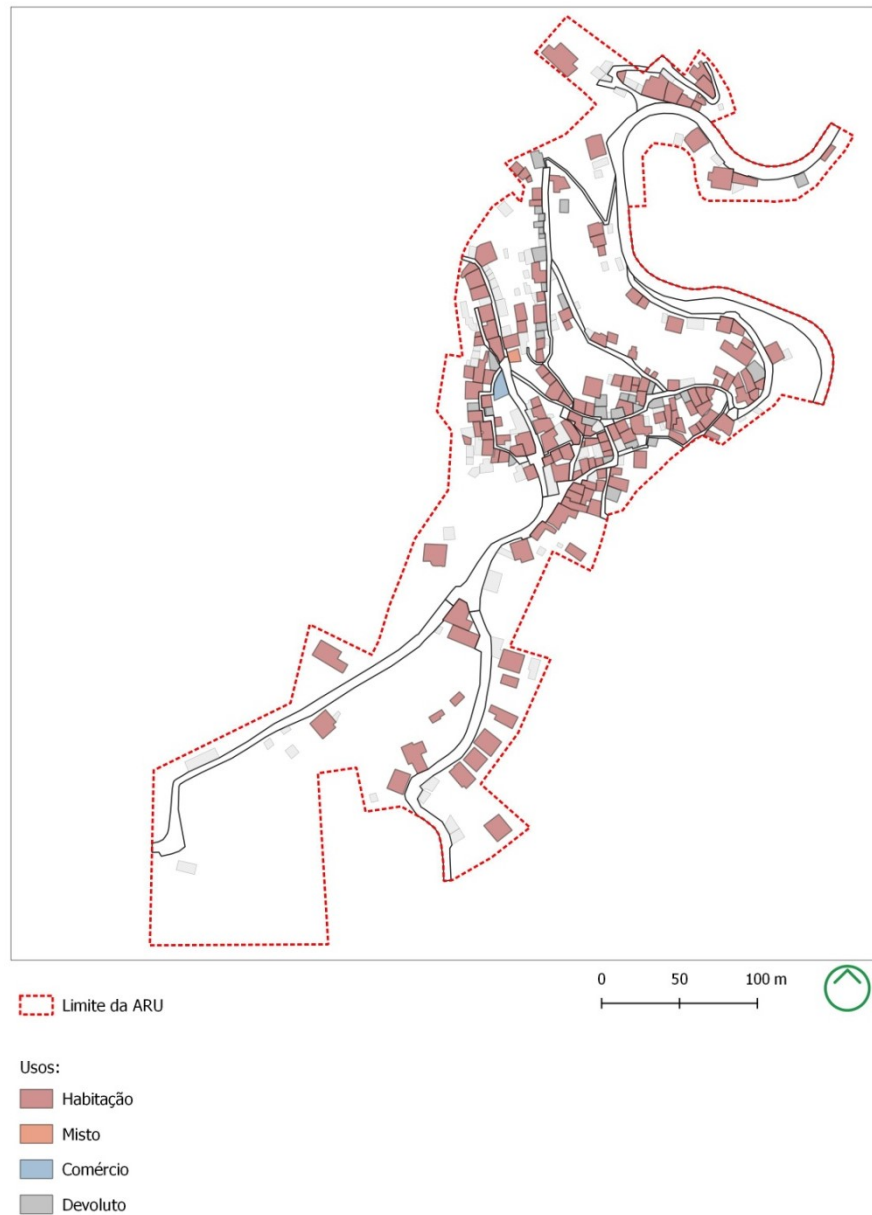 0 50 100 m
Limite da ARU
Usos:
Habitação
Misto
Comércio
Devoluto